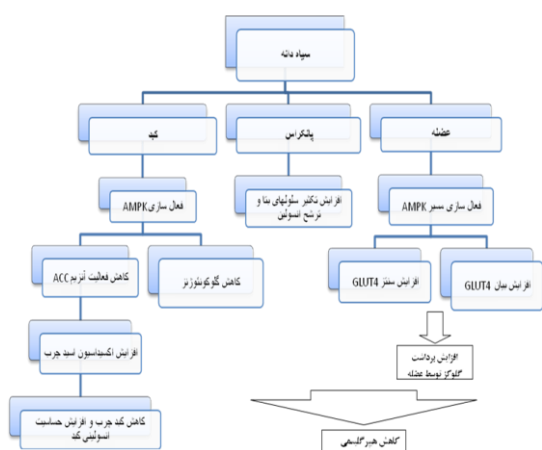 سیاه دانه
عضله
پانکراس
کبد
فعال سازی مسیر AMPK
افزایش تکثیر سلولهای بتا و
ترشح انسولین
فعال سازی AMPK
افزایش بیان GLUT4
افزایش سنتز GLUT4
کاهش گلوکونئوژنز
کاهش فعالیت آنزیم ACC
افزایش برداشت
گلوکز توسط عضله
افزایش اکسیداسیون اسید چرب
کاهش کبد چرب و افزایش حساسیت
انسولینی کبد
کاهش هیپرگلیسمی